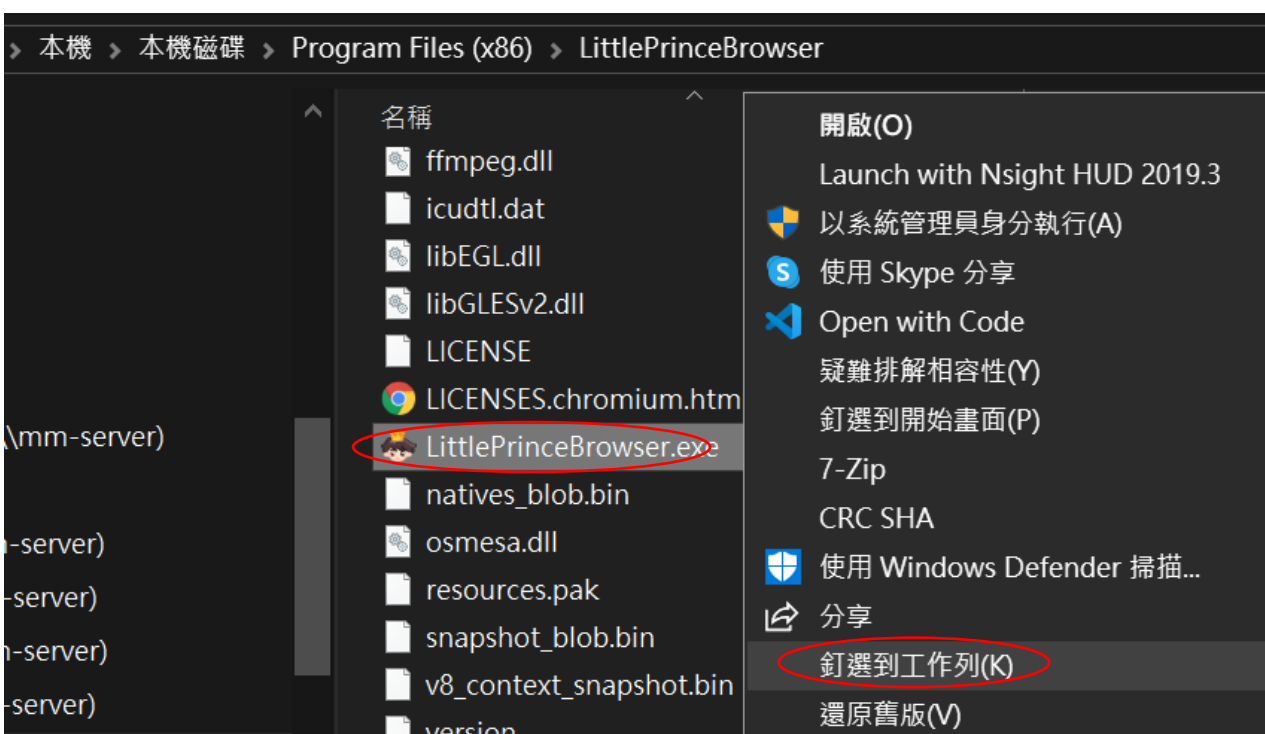 本機 本機磁碟 Program Files (x86) LittlePrinceBrowser
名稱
ffmpeg.dll
icudtl.dat
libEGL.dll
libGLESv2.dll
LICENSE
LICENSES.chromium.htm
LittlePrinceBrowser.exe
natives_blob.bin
osmesa.dll
resources.pak
snapshot_blob.bin
v8_context_snapshot.bin
version
\\mm-server)
-server)
-server)
-server)
-server)
開啟(O)
Launch with Nsight HUD 2019.3
以系統管理員身分執行(A)
使用 Skype 分享
Open with Code
疑難排解相容性(Y)
釘選到開始畫面(P)
7-Zip
CRC SHA
使用 Windows Defender 掃描...
分享
釘選到工作列(K)
還原舊版(V)